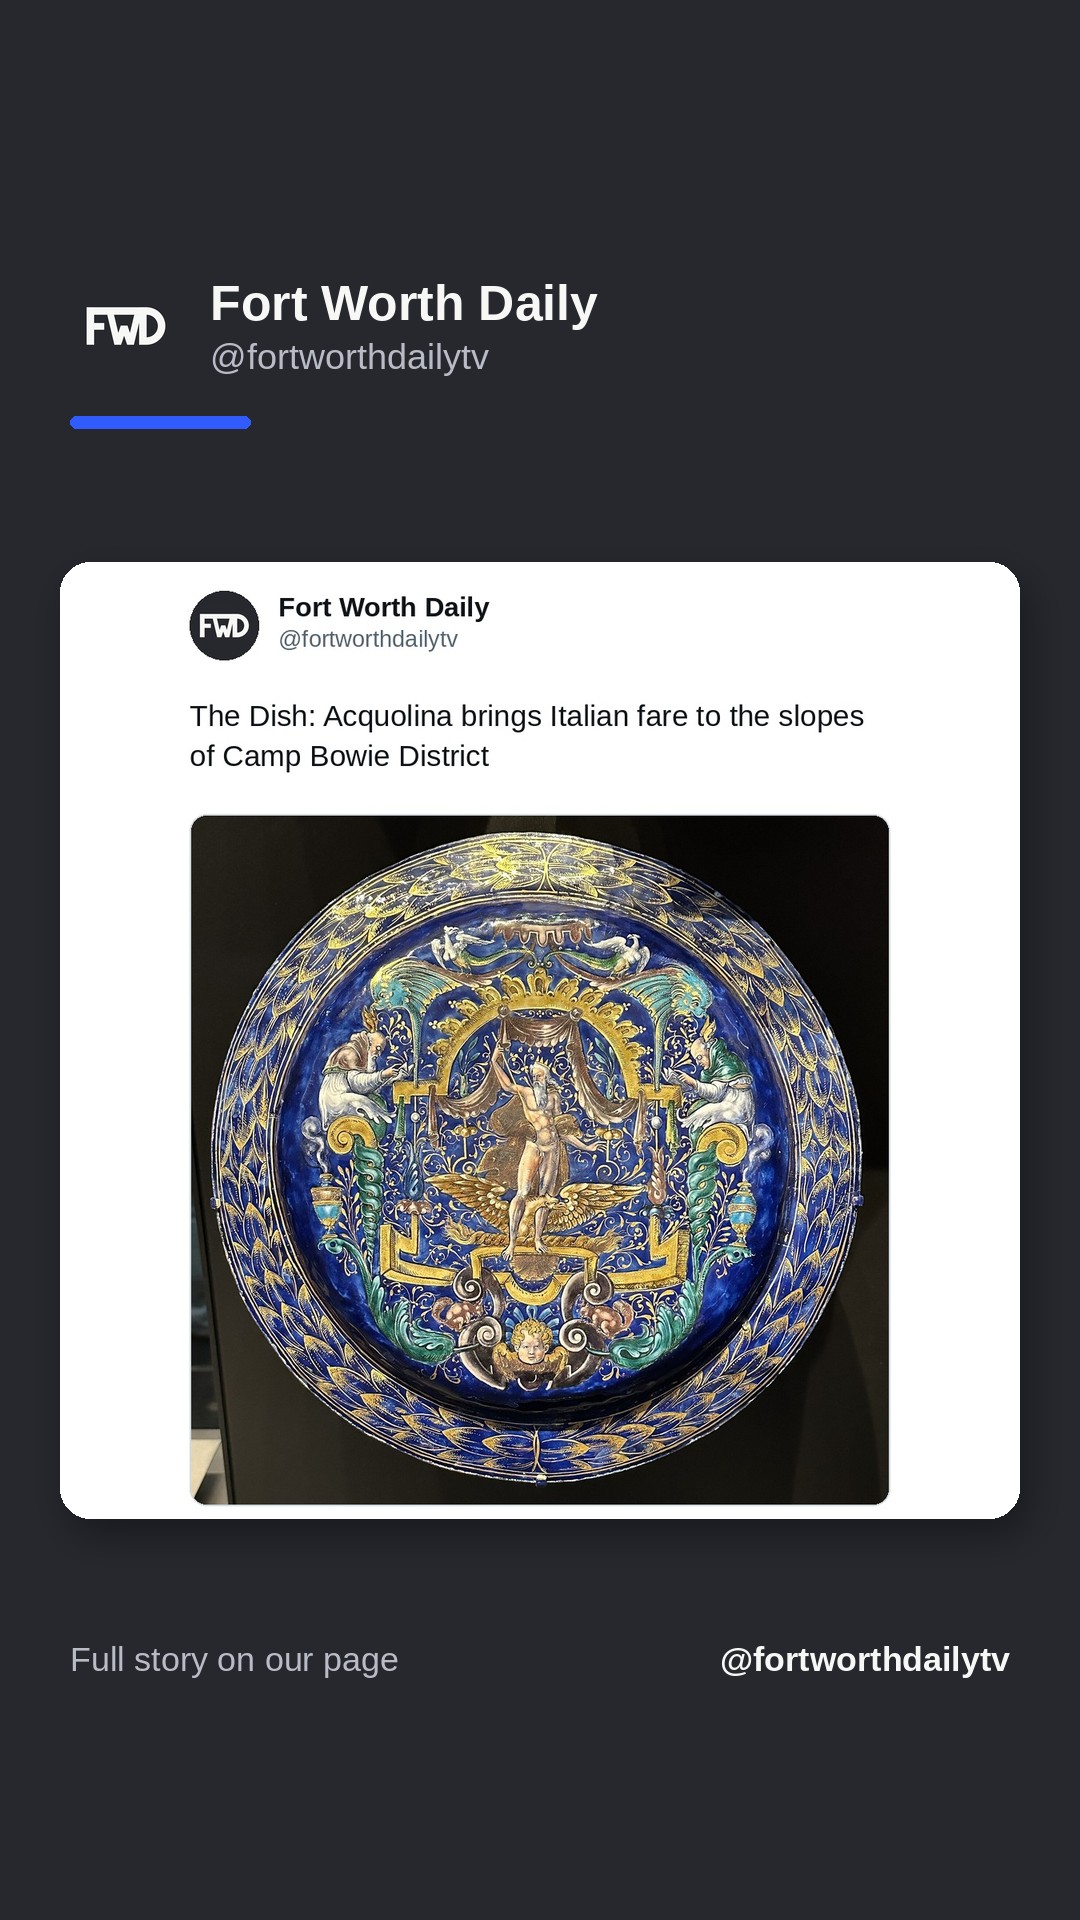 FWD
Fort Worth Daily
@fortworthdailytv
FWD
Fort Worth Daily
@fortworthdailytv
The Dish: Acquolina brings Italian fare to the slopes
of Camp Bowie District
Full story on our page
@fortworthdailytv